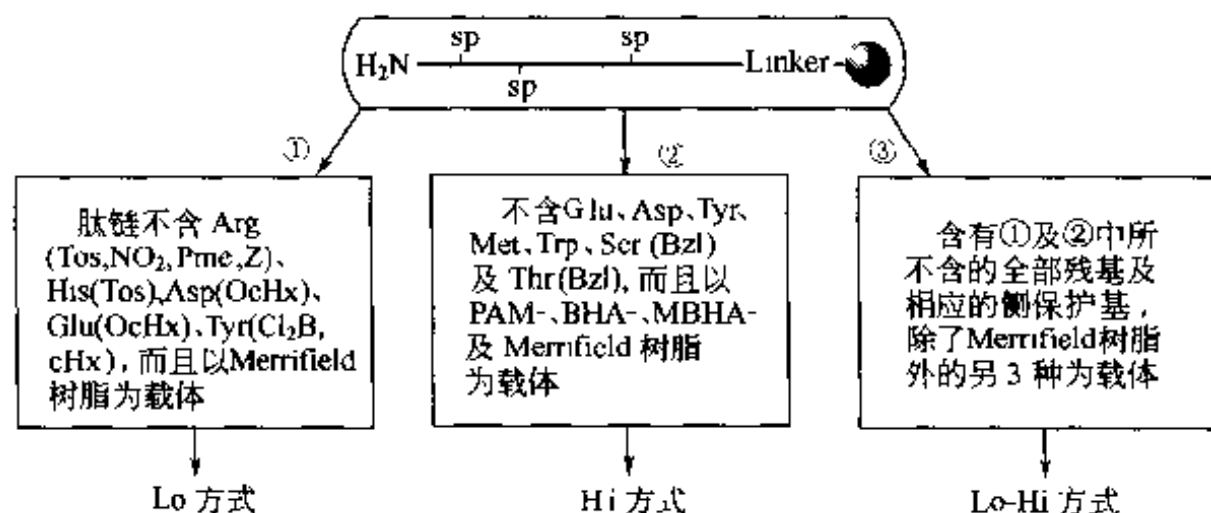 sp sp
H₂N Linker
sp
① ② ③
肽链不含 Arg
(Tos,NO₂,Pme,Z)、
His(Tos),Asp(OcHx)、
Glu(OcHx)、Tyr(Cl₂B,
cHx), 而且以Merrifield
树脂为载体
不含Glu、Asp、Tyr、
Met、Trp、Ser (Bzl)
及 Thr(Bzl), 而且以
PAM-、BHA-、MBHA-
及 Merrifield 树脂
为载体
含有①及②中所
不含的全部残基及
相应的侧保护基,
除了Merrifield树脂
外的另 3 种为载体
Lo 方式
Hi 方式
Lo-Hi 方式